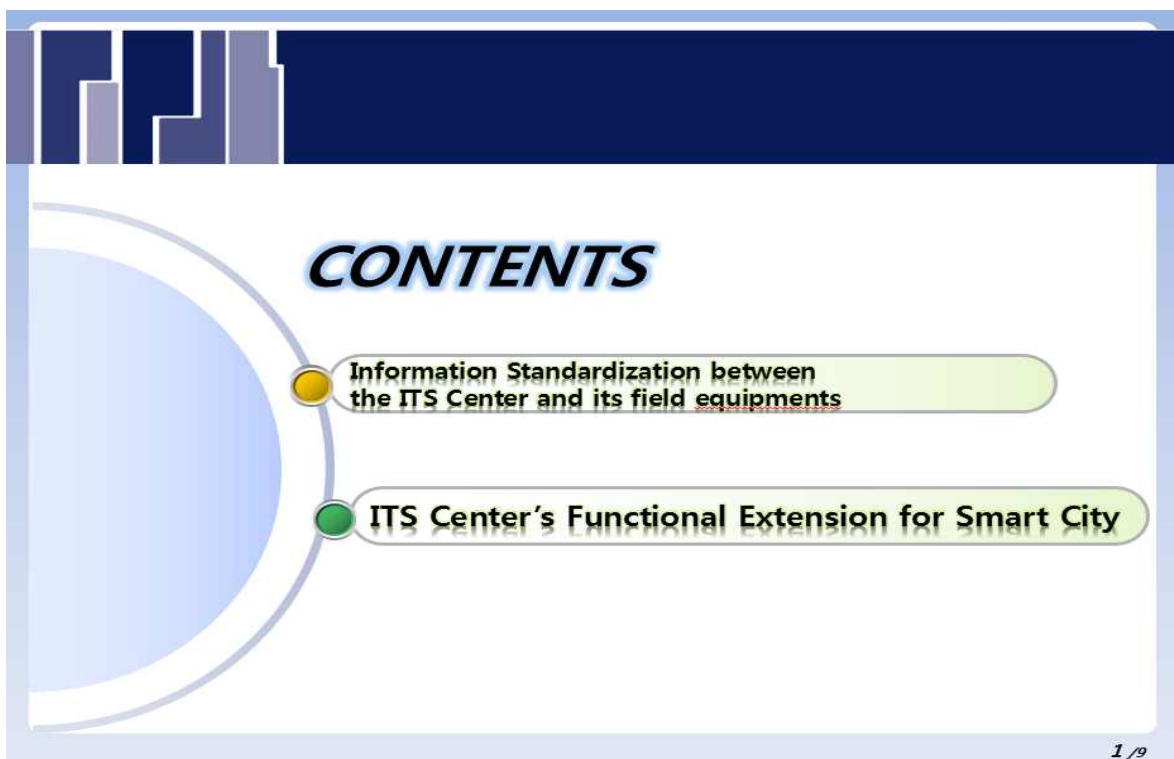 CONTENTS
Information Standardization between
the ITS Center and its field equipments
ITS Center's Functional Extension for Smart City
1 /9